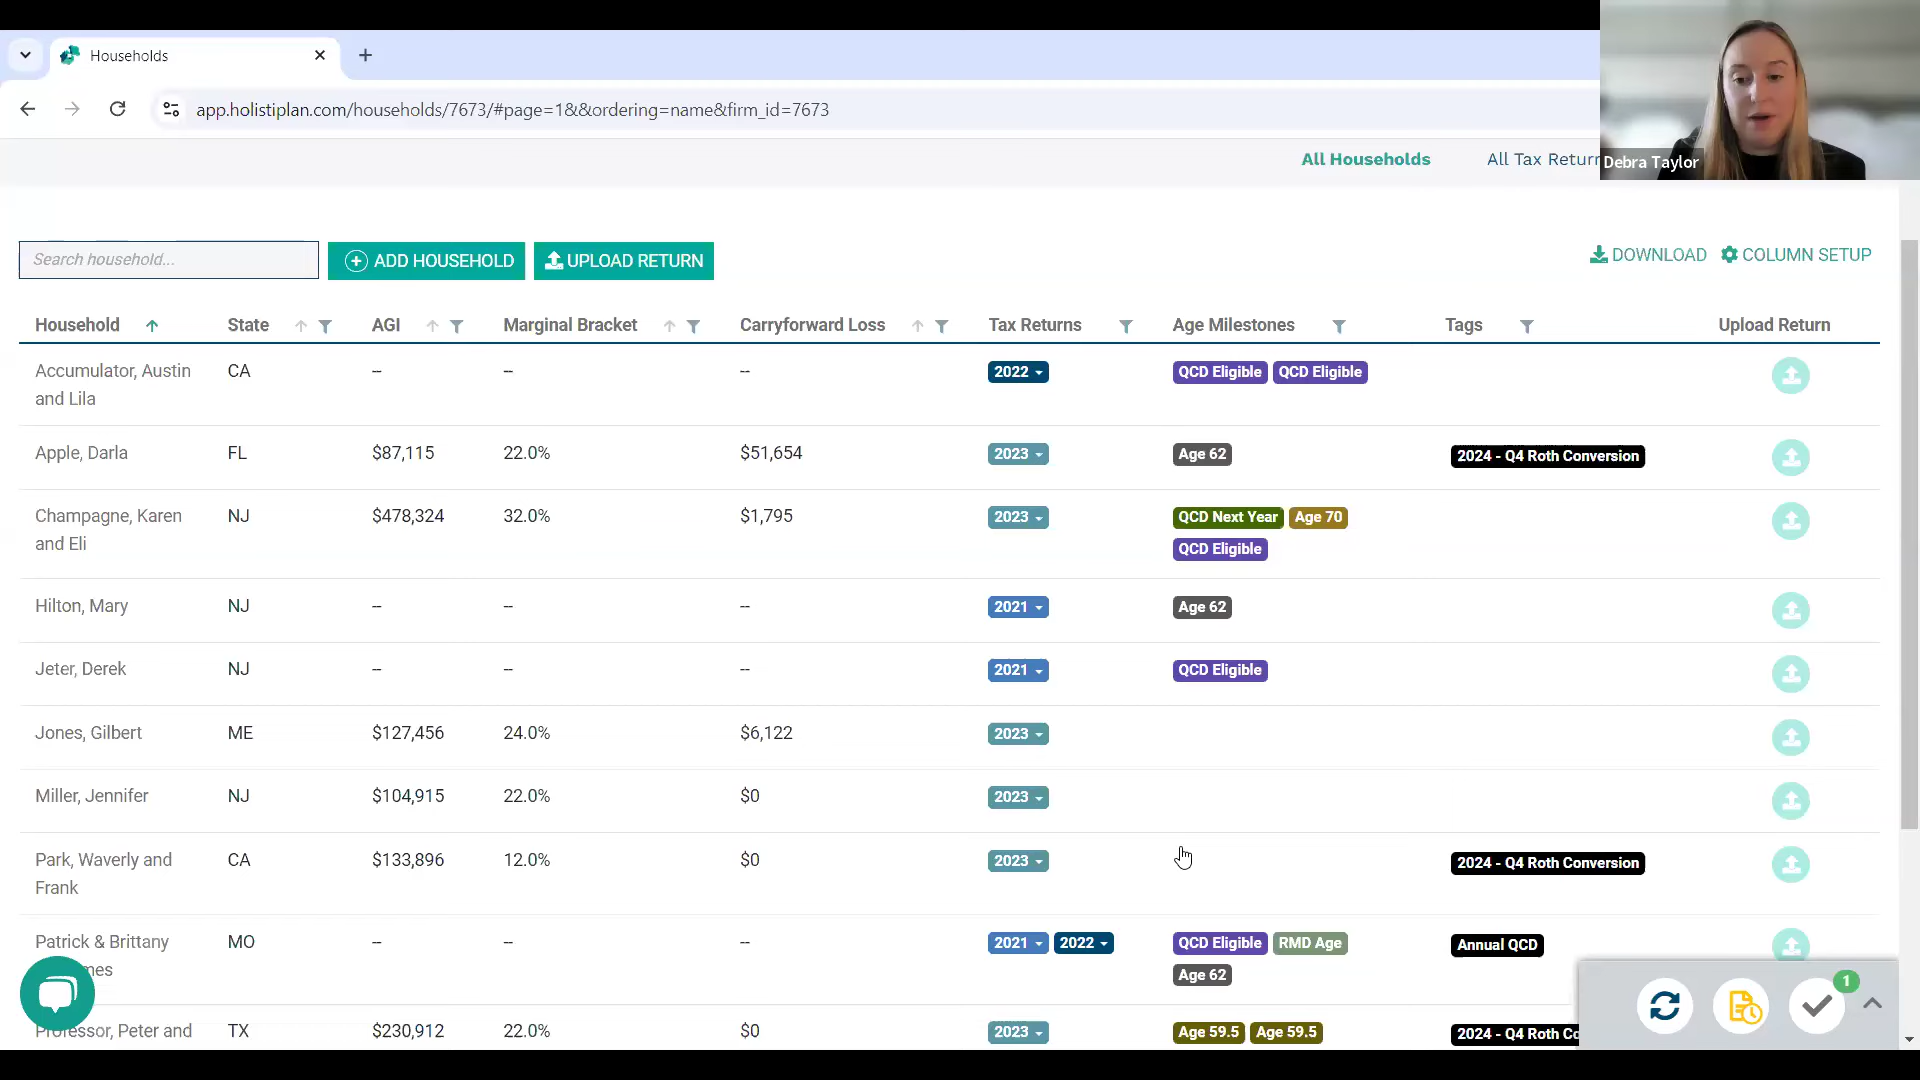 Households
app.holistiplan.com/households/7673/#page=1&&ordering=name&firm_id=7673
All Households All Tax Return
Debra Taylor
Search household... ADD HOUSEHOLD UPLOAD RETURN DOWNLOAD COLUMN SETUP
Household State AGI Marginal Bracket Carryforward Loss Tax Returns Age Milestones Tags Upload Return
Accumulator, Austin CA -- -- -- 2022 QCD Eligible QCD Eligible
and Lila
Apple, Darla FL $87,115 22.0% $51,654 2023 Age 62 2024 - Q4 Roth Conversion
Champagne, Karen NJ $478,324 32.0% $1,795 2023 QCD Next Year Age 70
and Eli QCD Eligible
Hilton, Mary NJ -- -- -- 2021 Age 62
Jeter, Derek NJ -- -- -- 2021 QCD Eligible
Jones, Gilbert ME $127,456 24.0% $6,122 2023
Miller, Jennifer NJ $104,915 22.0% $0 2023
Park, Waverly and CA $133,896 12.0% $0 2023 2024 - Q4 Roth Conversion
Frank
Patrick & Brittany MO -- -- -- 2021 2022 QCD Eligible RMD Age Annual QCD
mes Age 62
1
Professor, Peter and TX $230,912 22.0% $0 2023 Age 59.5 Age 59.5 2024 - Q4 Roth Co